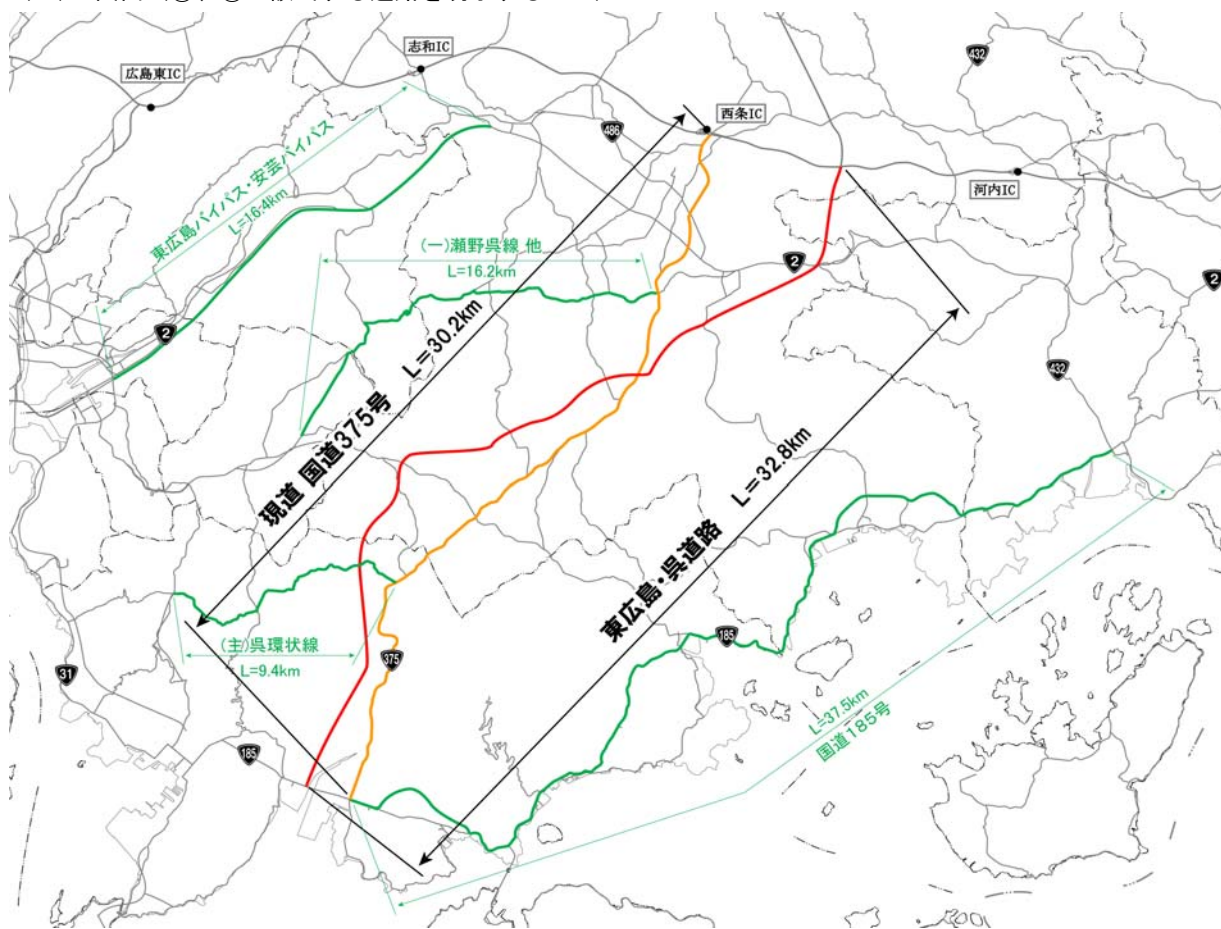 広島東IC
志和IC
432
西条IC
486
河内IC
東広島バイパス・安芸バイパス
L=16.4km
(一)瀬野呉線 他
L=16.2km
2
2
2
現道 国道375号 L=30.2km
432
東広島・呉道路 L=32.8km
(主)呉環状線
L=9.4km
375
31
185
185
L=37.5km
国道185号